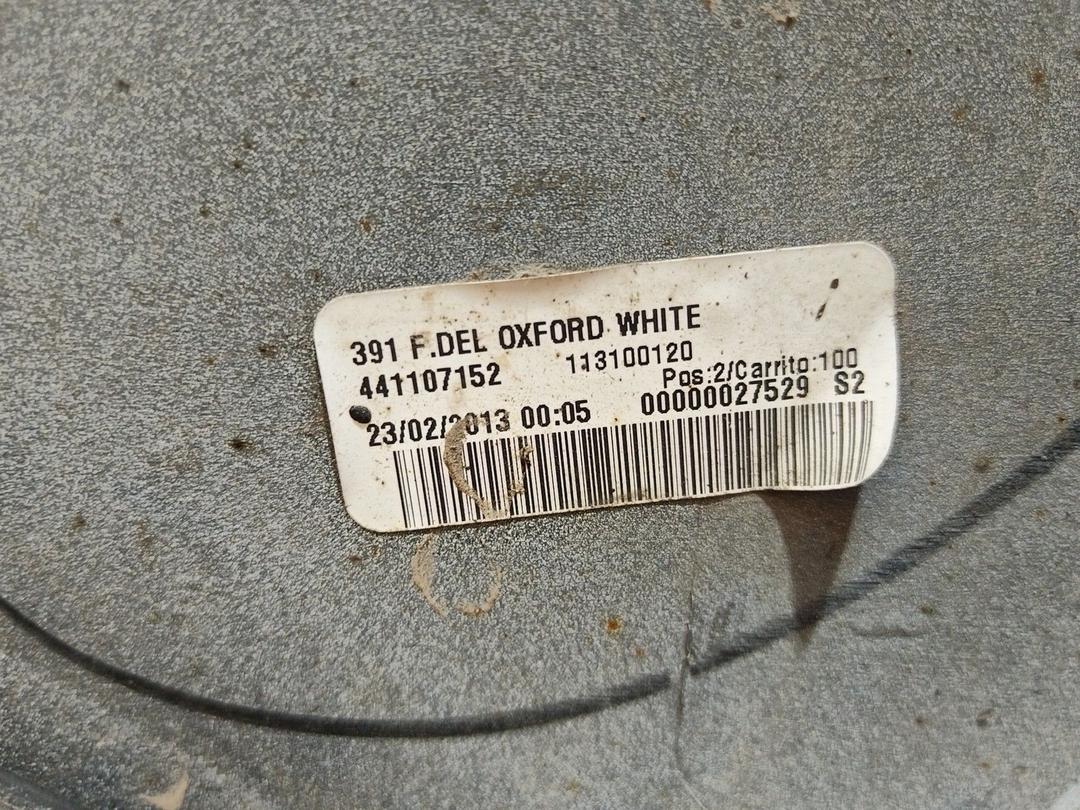 391 F.DEL OXFORD WHITE
441107152 113100120
Pos:2/Carrito:100
23/02/2013 00:05 00000027529 S2